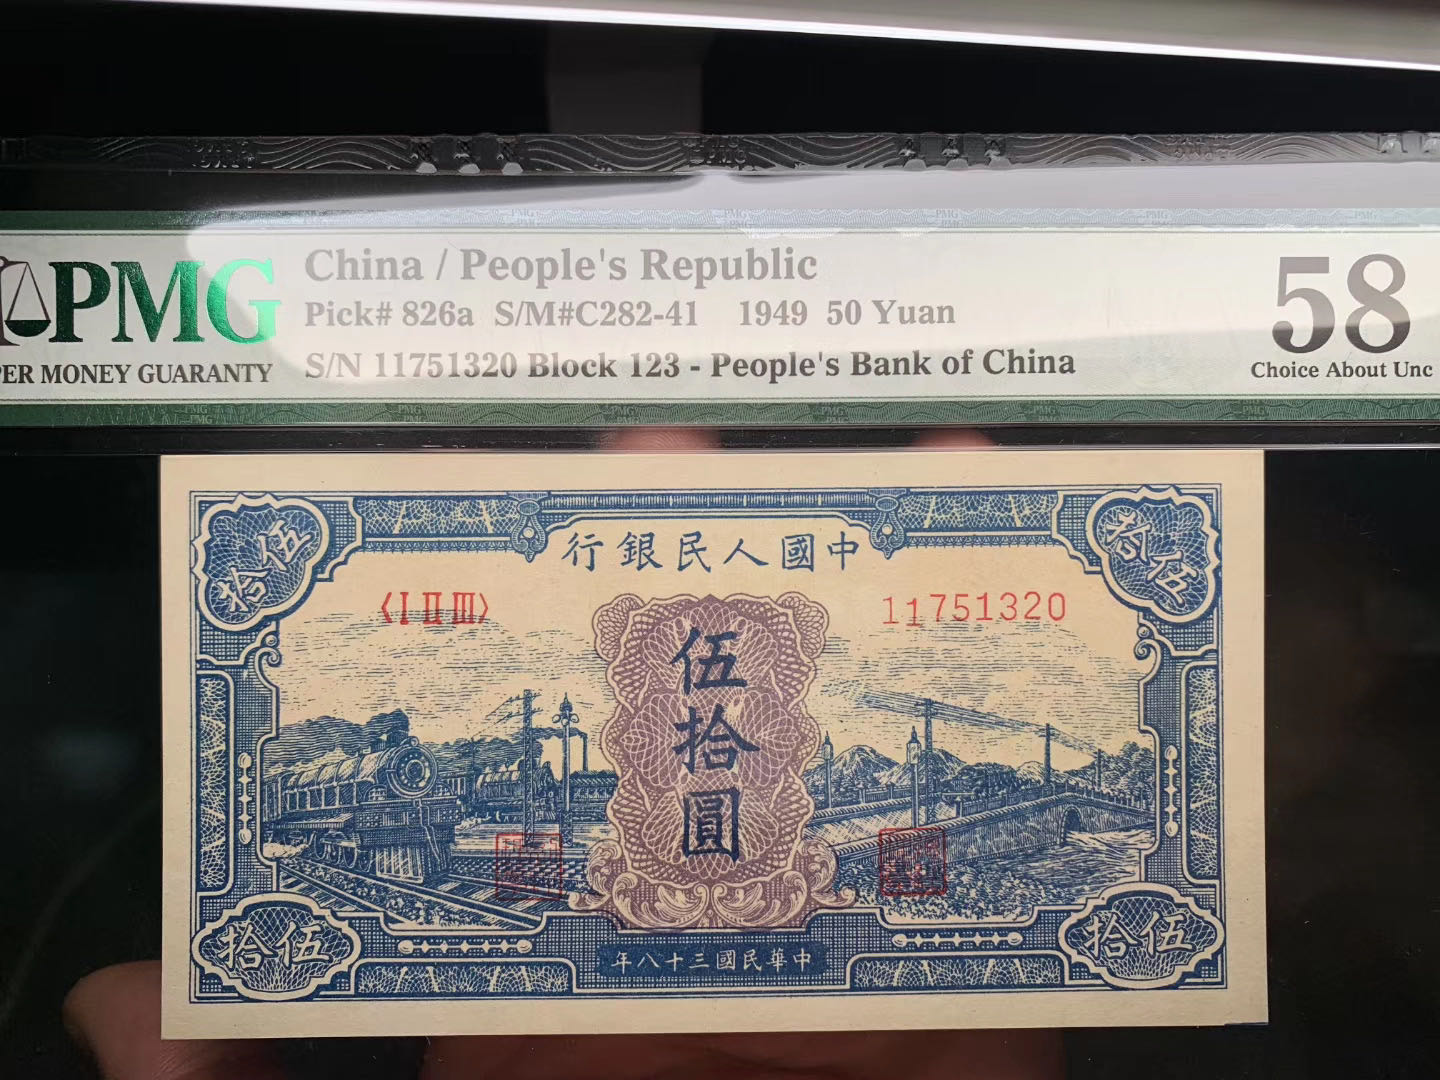 PMG
PER MONEY GUARANTY
China / People's Republic
Pick# 826a S/M#C282-41 1949 50 Yuan
S/N 11751320 Block 123 - People's Bank of China
58
Choice About Unc
伍拾
行銀民人國中
拾伍
〈I II III〉
11751320
伍拾圓
拾伍
年八十三國民華中
拾伍